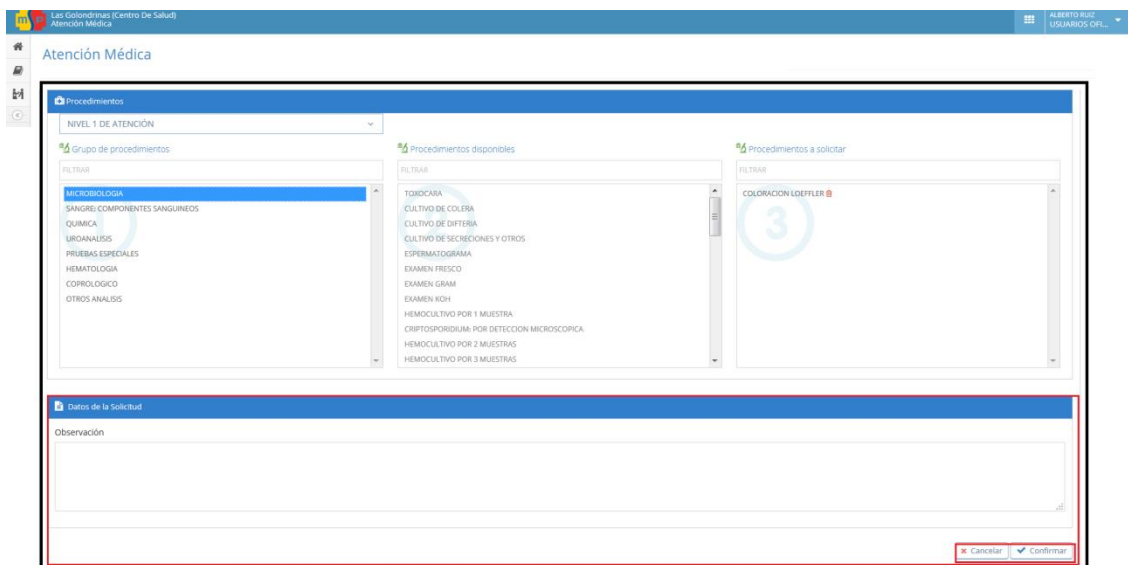 msp
Las Golondrinas (Centro De Salud)
Atención Médica
ALBERTO RUIZ
USUARIOS OFI...
Atención Médica
Procedimientos
NIVEL 1 DE ATENCIÓN
Grupo de procedimientos
FILTRAR
MICROBIOLOGIA
SANGRE; COMPONENTES SANGUINEOS
QUIMICA
UROANALISIS
PRUEBAS ESPECIALES
HEMATOLOGIA
COPROLOGICO
OTROS ANALISIS
1
Procedimientos disponibles
FILTRAR
TOXOCARA
CULTIVO DE COLERA
CULTIVO DE DIFTERIA
CULTIVO DE SECRECIONES Y OTROS
ESPERMATOGRAMA
EXAMEN FRESCO
EXAMEN GRAM
EXAMEN KOH
HEMOCULTIVO POR 1 MUESTRA
CRIPTOSPORIDIUM: POR DETECCION MICROSCOPICA
HEMOCULTIVO POR 2 MUESTRAS
HEMOCULTIVO POR 3 MUESTRAS
2
Procedimientos a solicitar
FILTRAR
COLORACION LOEFFLER
3
Datos de la Solicitud
Observación
Cancelar
Confirmar